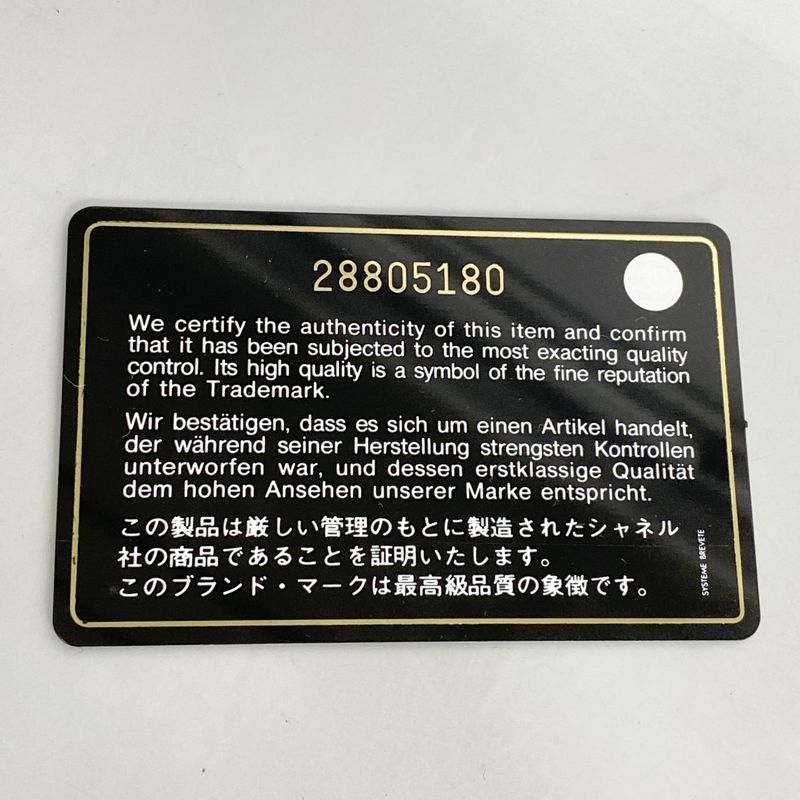 28805180
We certify the authenticity of this item and confirm
that it has been subjected to the most exacting quality
control. Its high quality is a symbol of the fine reputation
of the Trademark.
Wir bestätigen, dass es sich um einen Artikel handelt,
der während seiner Herstellung strengsten Kontrollen
unterworfen war, und dessen erstklassige Qualität
dem hohen Ansehen unserer Marke entspricht.
この製品は厳しい管理のもとに製造されたシャネル
社の商品であることを証明いたします。
このブランド・マークは最高級品質の象徴です。
SYSTEME BREVETE